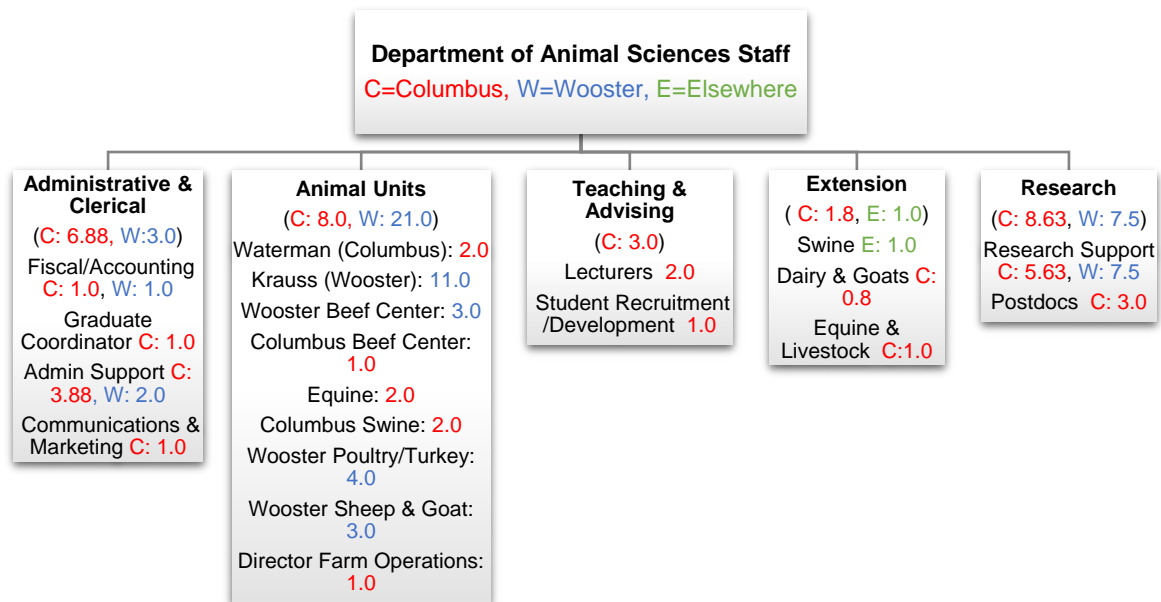 Department of Animal Sciences Staff
C=Columbus, W=Wooster, E=Elsewhere
Administrative &
Clerical
(C: 6.88, W:3.0)
Fiscal/Accounting
C: 1.0, W: 1.0
Graduate
Coordinator C: 1.0
Admin Support C:
3.88, W: 2.0
Communications &
Marketing C: 1.0
Animal Units
(C: 8.0, W: 21.0)
Waterman (Columbus): 2.0
Krauss (Wooster): 11.0
Wooster Beef Center: 3.0
Columbus Beef Center:
1.0
Equine: 2.0
Columbus Swine: 2.0
Wooster Poultry/Turkey:
4.0
Wooster Sheep & Goat:
3.0
Director Farm Operations:
1.0
Teaching &
Advising
(C: 3.0)
Lecturers 2.0
Student Recruitment
/Development 1.0
Extension
( C: 1.8, E: 1.0)
Swine E: 1.0
Dairy & Goats C:
0.8
Equine &
Livestock C:1.0
Research
(C: 8.63, W: 7.5)
Research Support
C: 5.63, W: 7.5
Postdocs C: 3.0